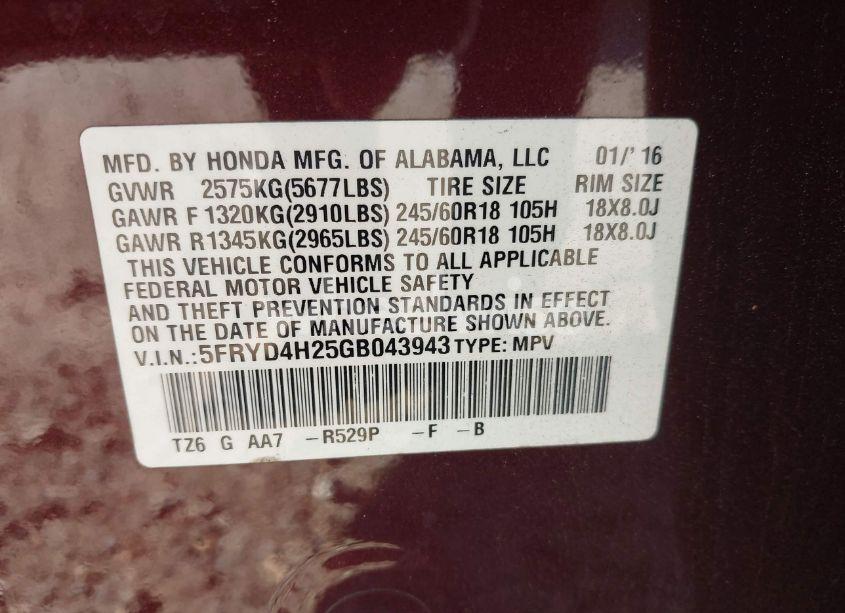 MFD. BY HONDA MFG. OF ALABAMA, LLC 01/' 16
GVWR 2575KG(5677LBS) TIRE SIZE RIM SIZE
GAWR F 1320KG(2910LBS) 245/60R18 105H 18X8.0J
GAWR R 1345KG(2965LBS) 245/60R18 105H 18X8.0J
THIS VEHICLE CONFORMS TO ALL APPLICABLE
FEDERAL MOTOR VEHICLE SAFETY
AND THEFT PREVENTION STANDARDS IN EFFECT
ON THE DATE OF MANUFACTURE SHOWN ABOVE.
V.I.N.: 5FRYD4H25GB043943 TYPE: MPV
TZ6 G AA7 -R529P -F -B